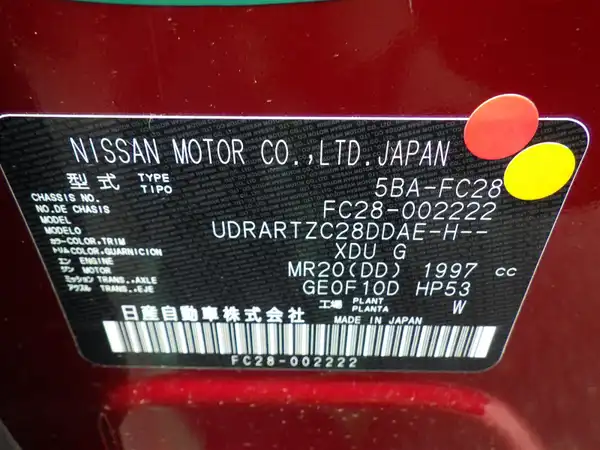 NISSAN MOTOR CO.,LTD.JAPAN
型式 TYPE TIPO 5BA-FC28
CHASSIS NO. NO.DE CHASIS FC28-002222
MODEL MODELO UDRARTZC28DDAE-H--
カラー COLOR,TRIM トリム COLOR,GUARNICION XDU G
エン ENGINE ジン MOTOR MR20(DD) 1997 cc
ミッション TRANS.,AXLE アクスル TRANS.,EJE GE0F10D HP53
工場 PLANT PLANTA W
日産自動車株式会社 MADE IN JAPAN
FC28-002222